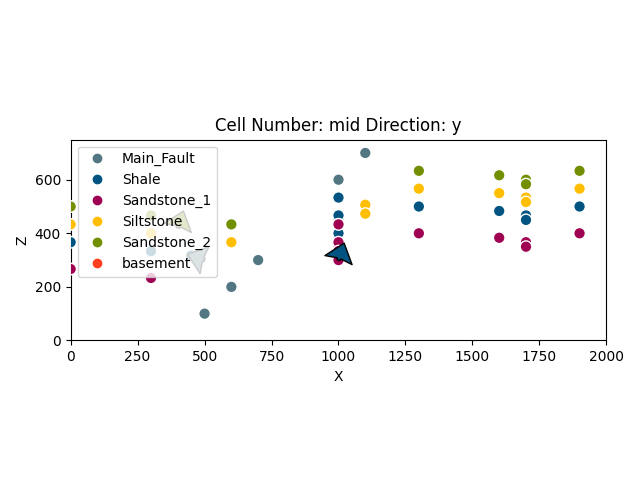 Cell Number: mid Direction: y
Main_Fault
Shale
Sandstone_1
Siltstone
Sandstone_2
basement
Z
600
400
200
0
0 250 500 750 1000 1250 1500 1750 2000
X